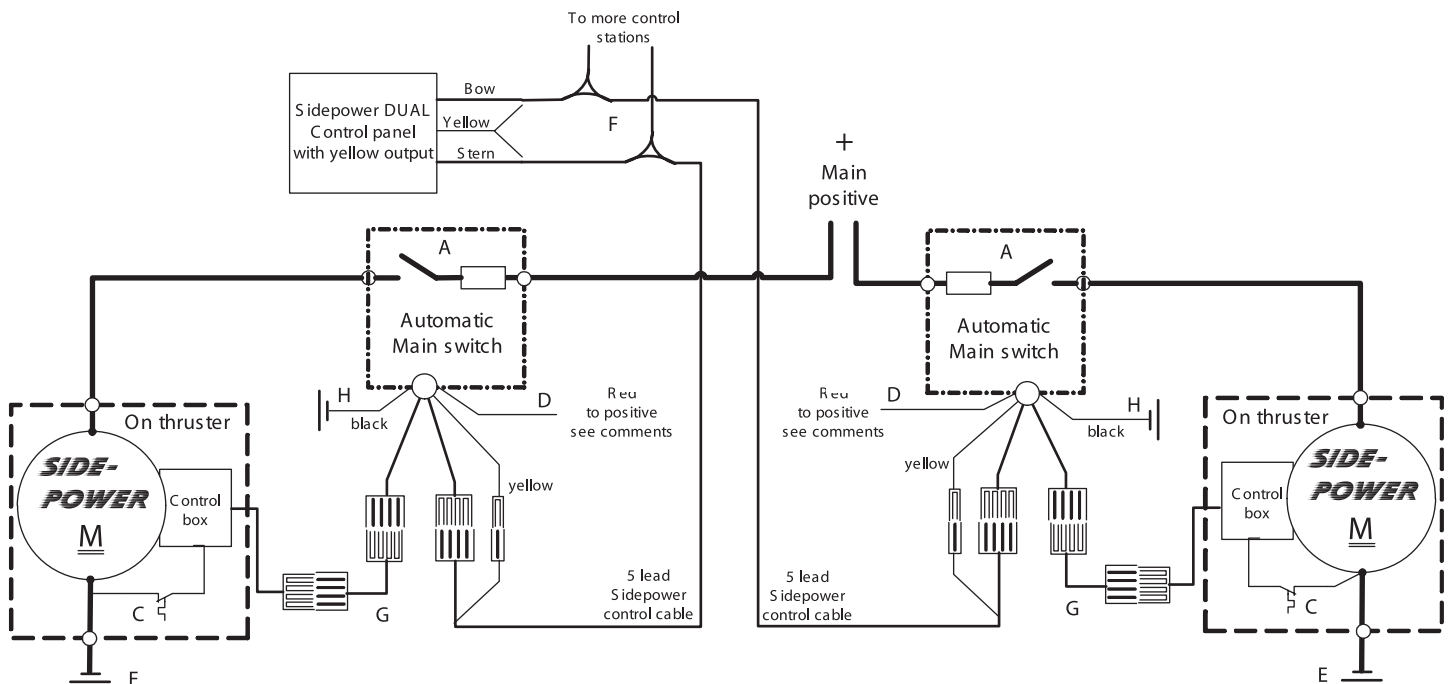 To more control
stations
Sidepower DUAL
Control panel
with yellow output
Bow
Yellow
Stern
F
+
Main
positive
A
Automatic
Main switch
A
Automatic
Main switch
H
black
D
Red
to positive
see comments
yellow
Red
to positive
see comments
D
H
black
yellow
On thruster
SIDE-
POWER
M
Control
box
C
E
G
5 lead
Sidepower
control cable
5 lead
Sidepower
control cable
G
On thruster
Control
box
SIDE-
POWER
M
C
E